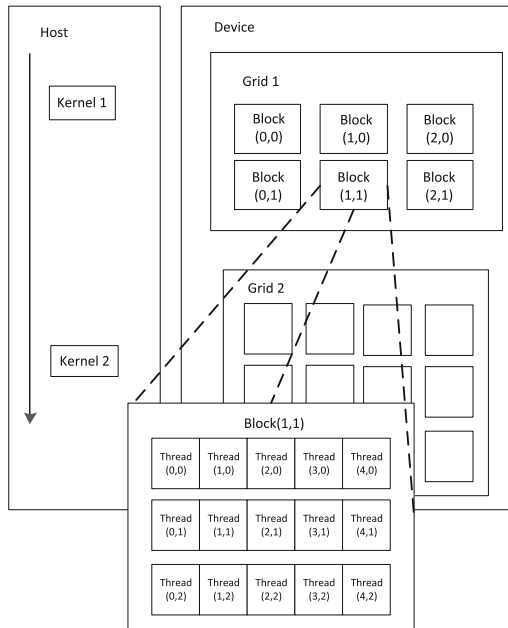 Host
Device
Kernel 1
Grid 1
Block
(0,0)
Block
(1,0)
Block
(2,0)
Block
(0,1)
Block
(1,1)
Block
(2,1)
Grid 2
Kernel 2
Block(1,1)
Thread
(0,0)
Thread
(1,0)
Thread
(2,0)
Thread
(3,0)
Thread
(4,0)
Thread
(0,1)
Thread
(1,1)
Thread
(2,1)
Thread
(3,1)
Thread
(4,1)
Thread
(0,2)
Thread
(1,2)
Thread
(2,2)
Thread
(3,2)
Thread
(4,2)